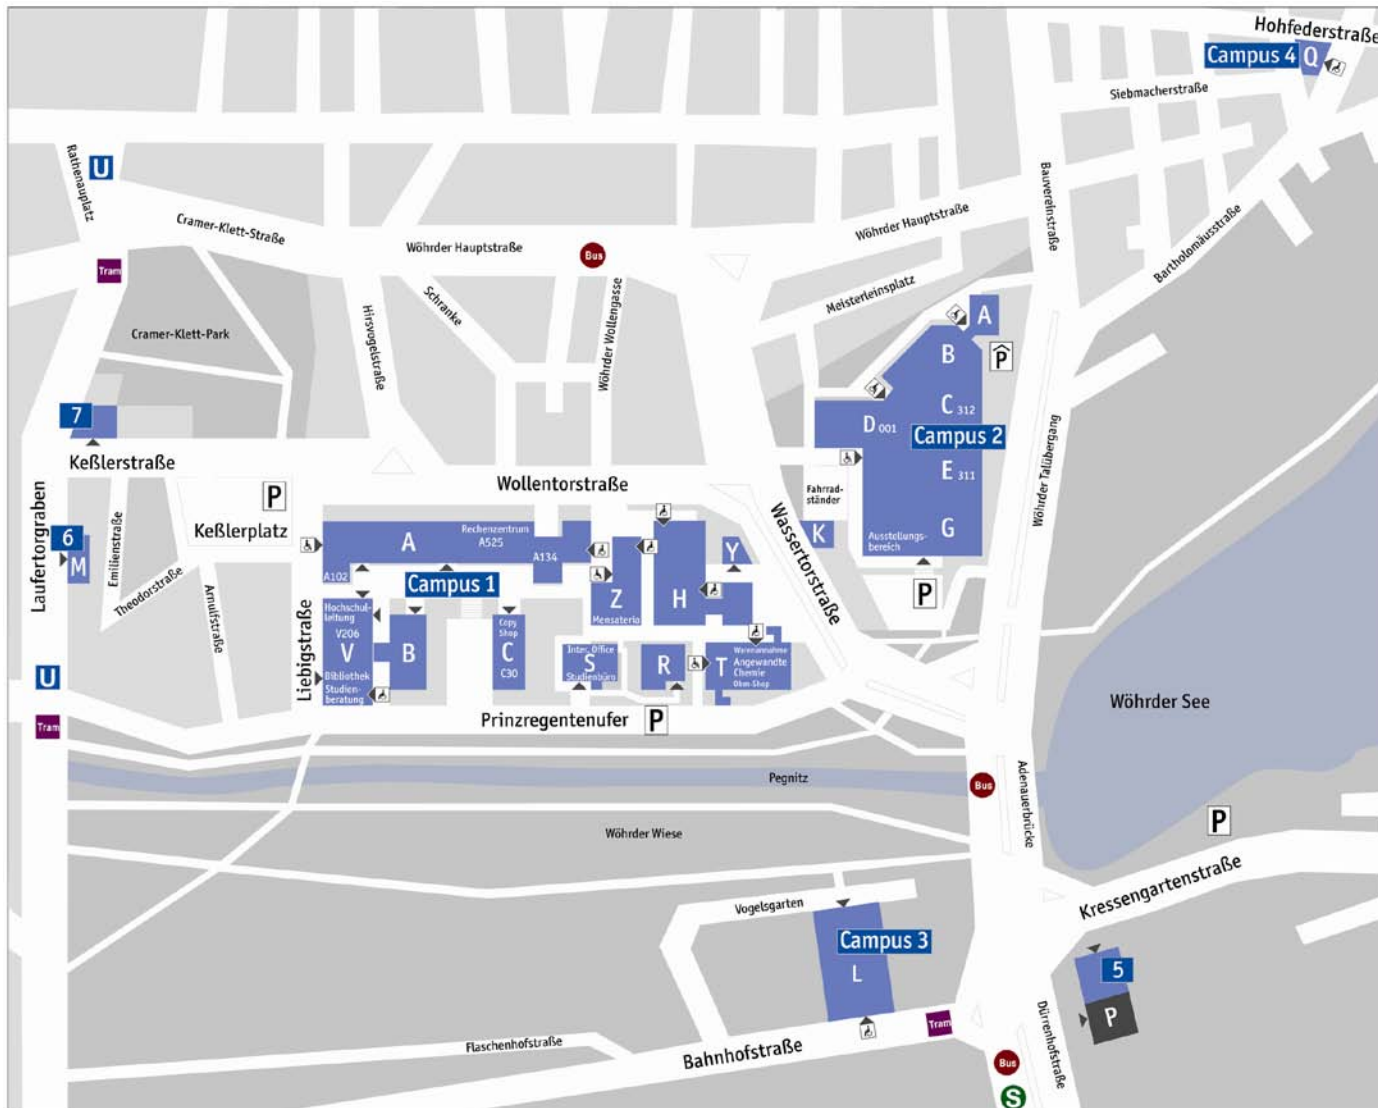 Hohfederstraße
Campus 4
Q
Siebmacherstraße
Rathenauplatz
U
Cramer-Klett-Straße
Wöhrder Hauptstraße
Bus
Wöhrder Hauptstraße
Bauvereinstraße
Bartholomäusstraße
Tram
Cramer-Klett-Park
Hirsvogelstraße
Schranke
Wöhrder Wollengasse
Meisterleinsplatz
A
B
P
C 312
D 001
Campus 2
E 311
G
Ausstellungs-
bereich
Fahrrad-
ständer
K
P
Wöhrder Talübergang
7
Keßlerstraße
P
Keßlerplatz
Wollentorstraße
Wassertorstraße
Laufertorgraben
6
M
Emilienstraße
Theodorstraße
Arnulfstraße
Liebigstraße
A
Rechenzentrum
A525
A134
A102
Campus 1
Y
Z
Mensateria
H
Hochschul-
leitung
V206
V
Bibliothek
Studien-
beratung
B
Copy
Shop
C
C30
Inter. Office
S
Studienbüro
R
T
Warenannahme
Angewandte
Chemie
Ohm-Shop
U
Tram
Prinzregentenufer
P
Wöhrder See
Pegnitz
Bus
Adenauerbrücke
Wöhrder Wiese
P
Kressengartenstraße
Vogelsgarten
Campus 3
L
5
P
Flaschenhofstraße
Bahnhofstraße
Tram
Dürrenhofstraße
Bus
S